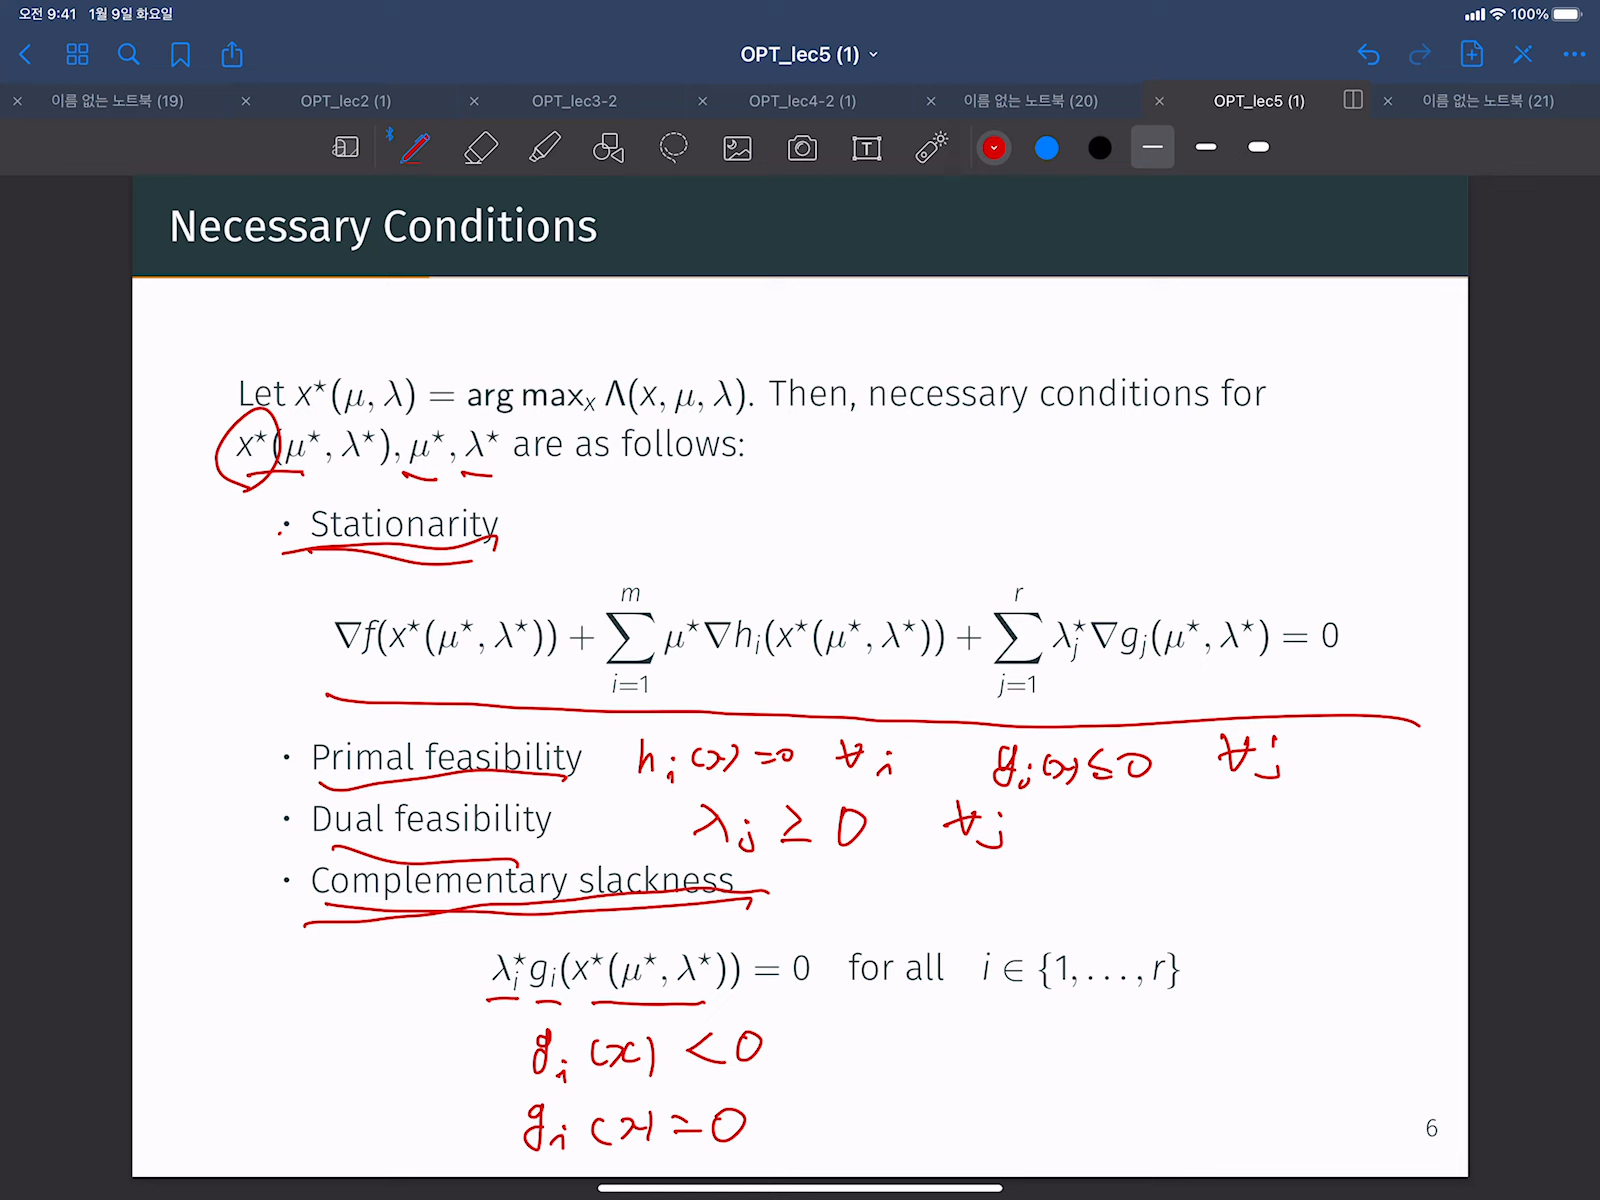 오전 9:41 1월 9일 화요일 100%
OPT_lec5 (1)
이름 없는 노트북 (19) OPT_lec2 (1) OPT_lec3-2 OPT_lec4-2 (1) 이름 없는 노트북 (20) OPT_lec5 (1) 이름 없는 노트북 (21)
Necessary Conditions
Let x⋆(μ, λ) = arg maxₓ Λ(x, μ, λ). Then, necessary conditions for
x⋆(μ⋆, λ⋆), μ⋆, λ⋆ are as follows:
· Stationarity
∇f(x⋆(μ⋆, λ⋆)) + ∑_{i=1}^{m} μ⋆∇h_i(x⋆(μ⋆, λ⋆)) + ∑_{j=1}^{r} λ_j⋆∇g_j(μ⋆, λ⋆) = 0
· Primal feasibility h_i(x)=0 ∀i g_j(x)≤0 ∀j
· Dual feasibility λ_j ≥ 0 ∀j
· Complementary slackness
λ_i⋆g_i(x⋆(μ⋆, λ⋆)) = 0 for all i ∈ {1, . . . , r}
g_i(x) < 0
g_i(x) = 0
6